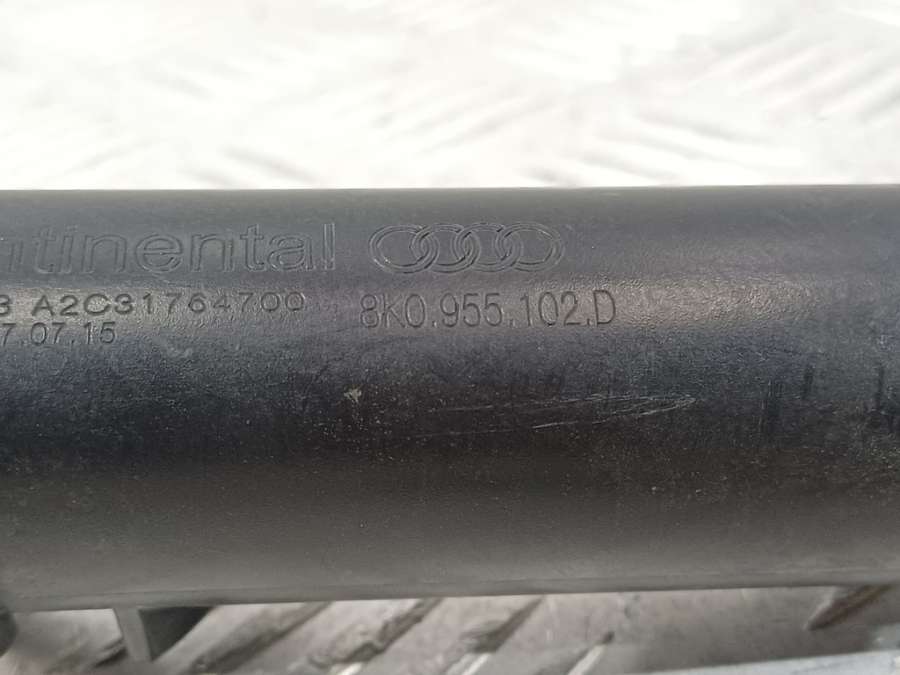 ntinental
3 A2C31764700
8K0.955.102.D
7.07.15